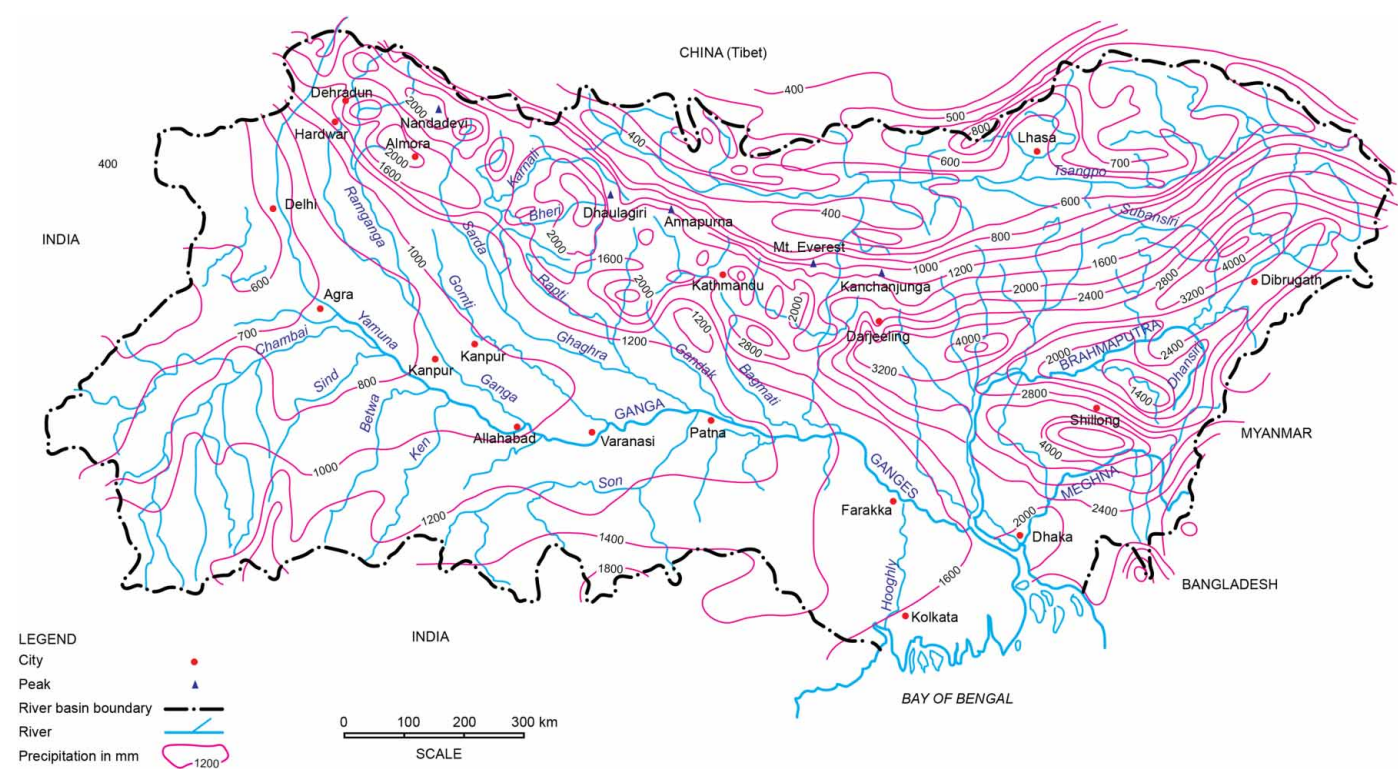 CHINA (Tibet)
400
500
800
Dehradun
2000
Nandadevi
Hardwar
400
Lhasa
Almora
2000
600
700
400
1600
Karnali
Tsangpo
Delhi
Ramganga
Bheri
Dhaulagiri
Annapurna
400
600
Subansiri
INDIA
Sarda
2000
Mt. Everest
800
1000
1600
1600
1000
1200
4000
600
Gomti
Rapti
2000
Kathmandu
Kanchanjunga
2800
Dibrugath
Agra
2000
2000
2400
3200
700
Chambai
Yamuna
1200
1200
Darjeeling
4000
BRAHMAPUTRA
2000
2400
Kanpur
Ghaghra
Gandak
2800
Dhansiri
Kanpur
Sind
800
Ganga
Bagmati
3200
1400
2800
Betwa
GANGA
Shillong
Allahabad
Varanasi
Patna
MYANMAR
Ken
4000
1000
GANGES
MEGHNA
Son
Farakka
2400
1200
2000
1400
Dhaka
1800
Hooghly
1600
BANGLADESH
Kolkata
INDIA
BAY OF BENGAL
LEGEND
City
Peak
River basin boundary
River
Precipitation in mm
1200
0 100 200 300 km
SCALE